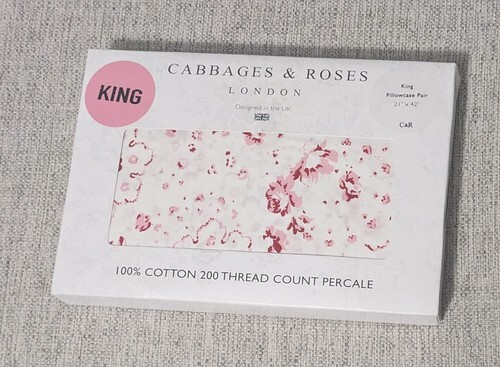 KING
CABBAGES & ROSES
LONDON
Designed in the UK
King
Pillowcase Pair
21" x 42"
C&R
100% COTTON 200 THREAD COUNT PERCALE